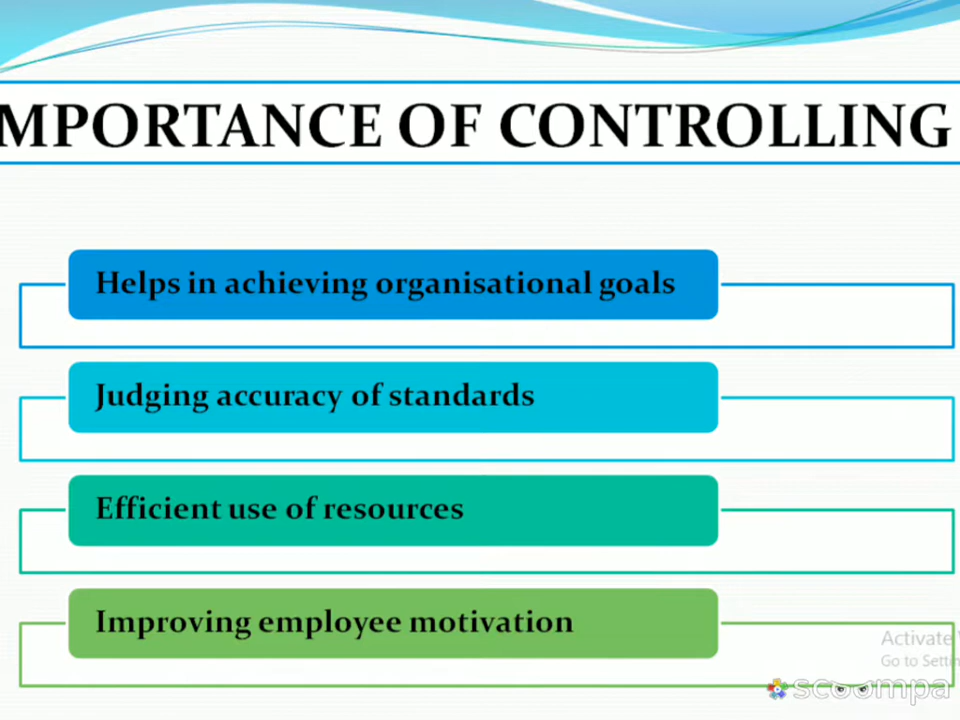 MPORTANCE OF CONTROLLING
Helps in achieving organisational goals
Judging accuracy of standards
Efficient use of resources
Improving employee motivation
Activate
Go to Settin
scoompa